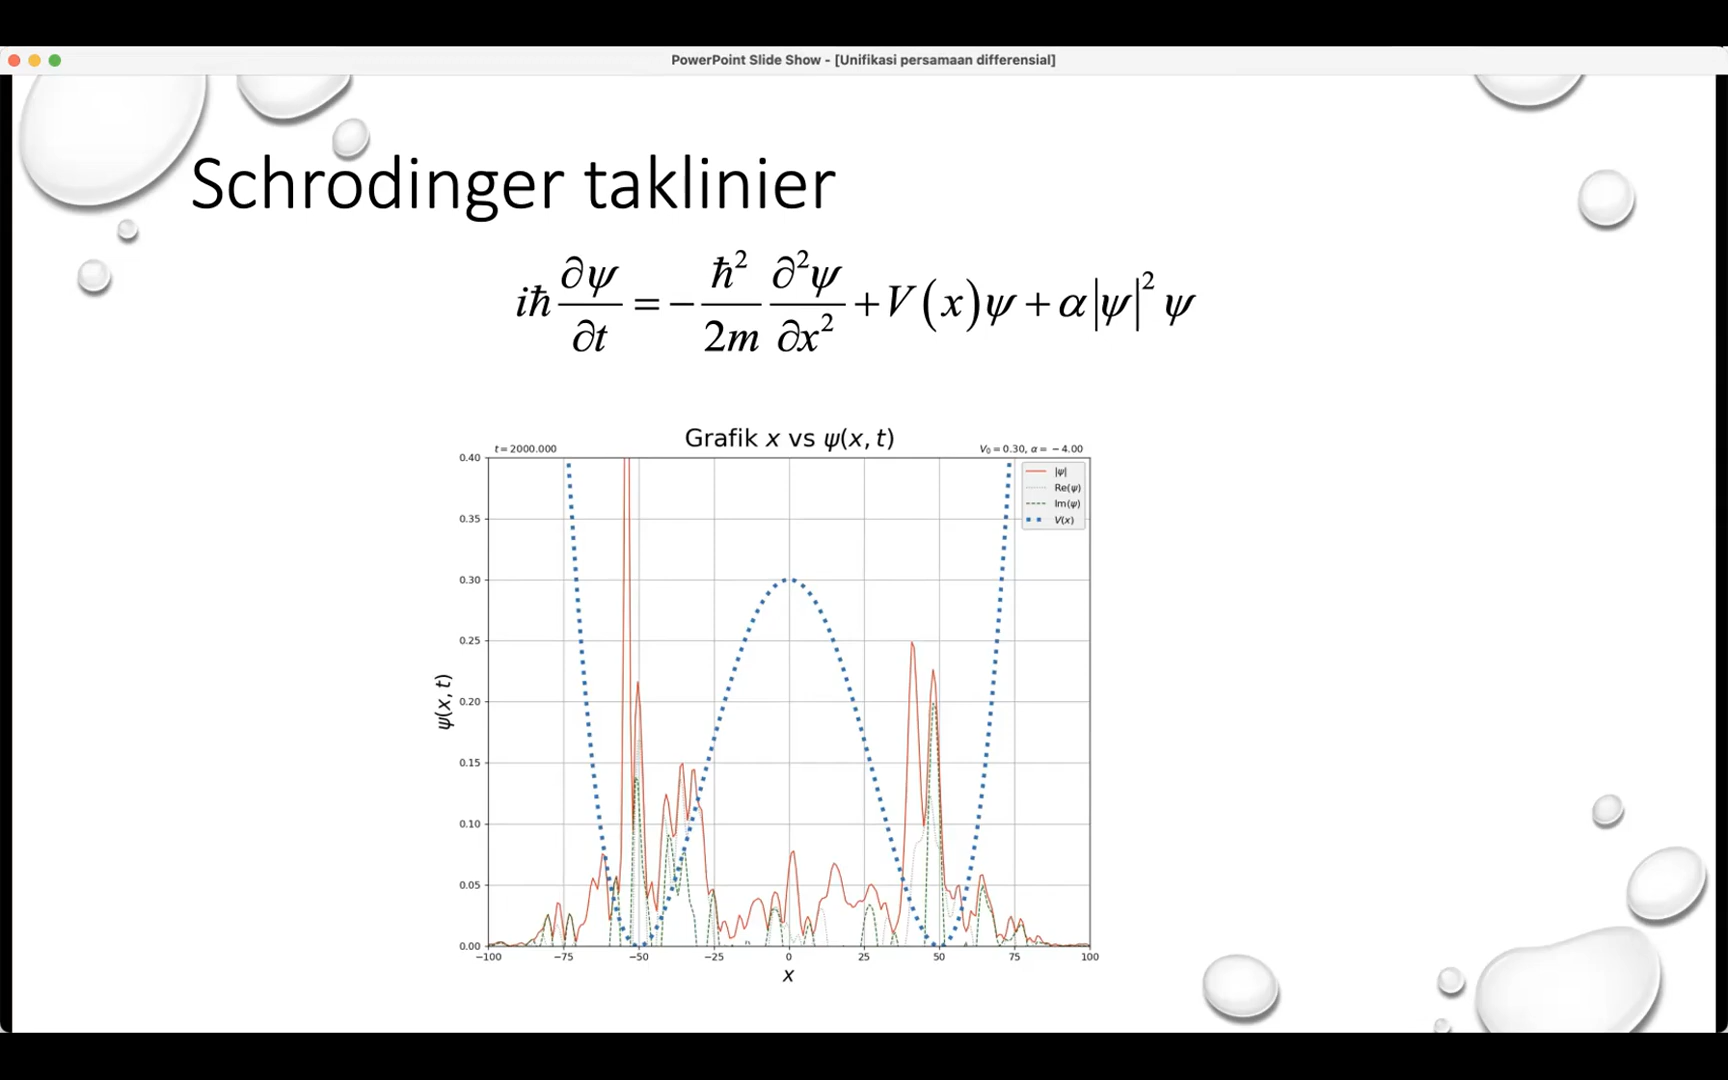 PowerPoint Slide Show - [Unifikasi persamaan differensial]
Schrodinger taklinier
iħ ∂ψ/∂t = − ħ²/2m ∂²ψ/∂x² + V(x)ψ + α|ψ|²ψ
Grafik x vs ψ(x, t)
t = 2000.000
V₀ = 0.30, α = −4.00
|ψ|
Re(ψ)
Im(ψ)
V(x)
ψ(x, t)
0.40
0.35
0.30
0.25
0.20
0.15
0.10
0.05
0.00
−100 −75 −50 −25 0 25 50 75 100
x